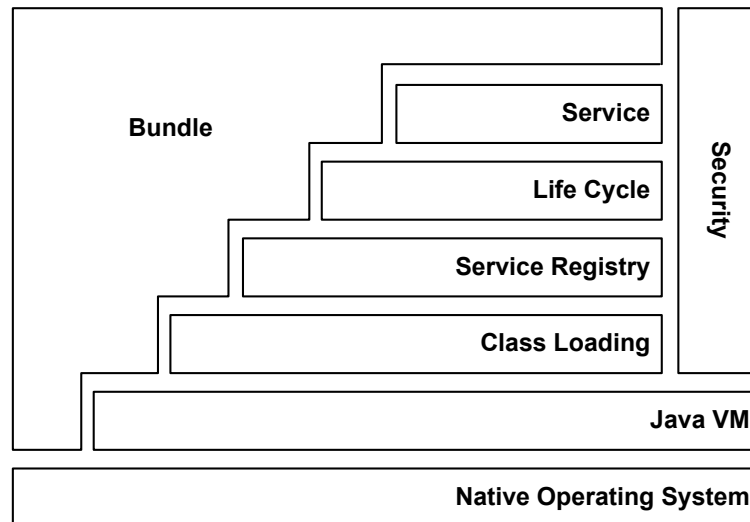 Bundle
Service
Life Cycle
Service Registry
Class Loading
Security
Java VM
Native Operating System